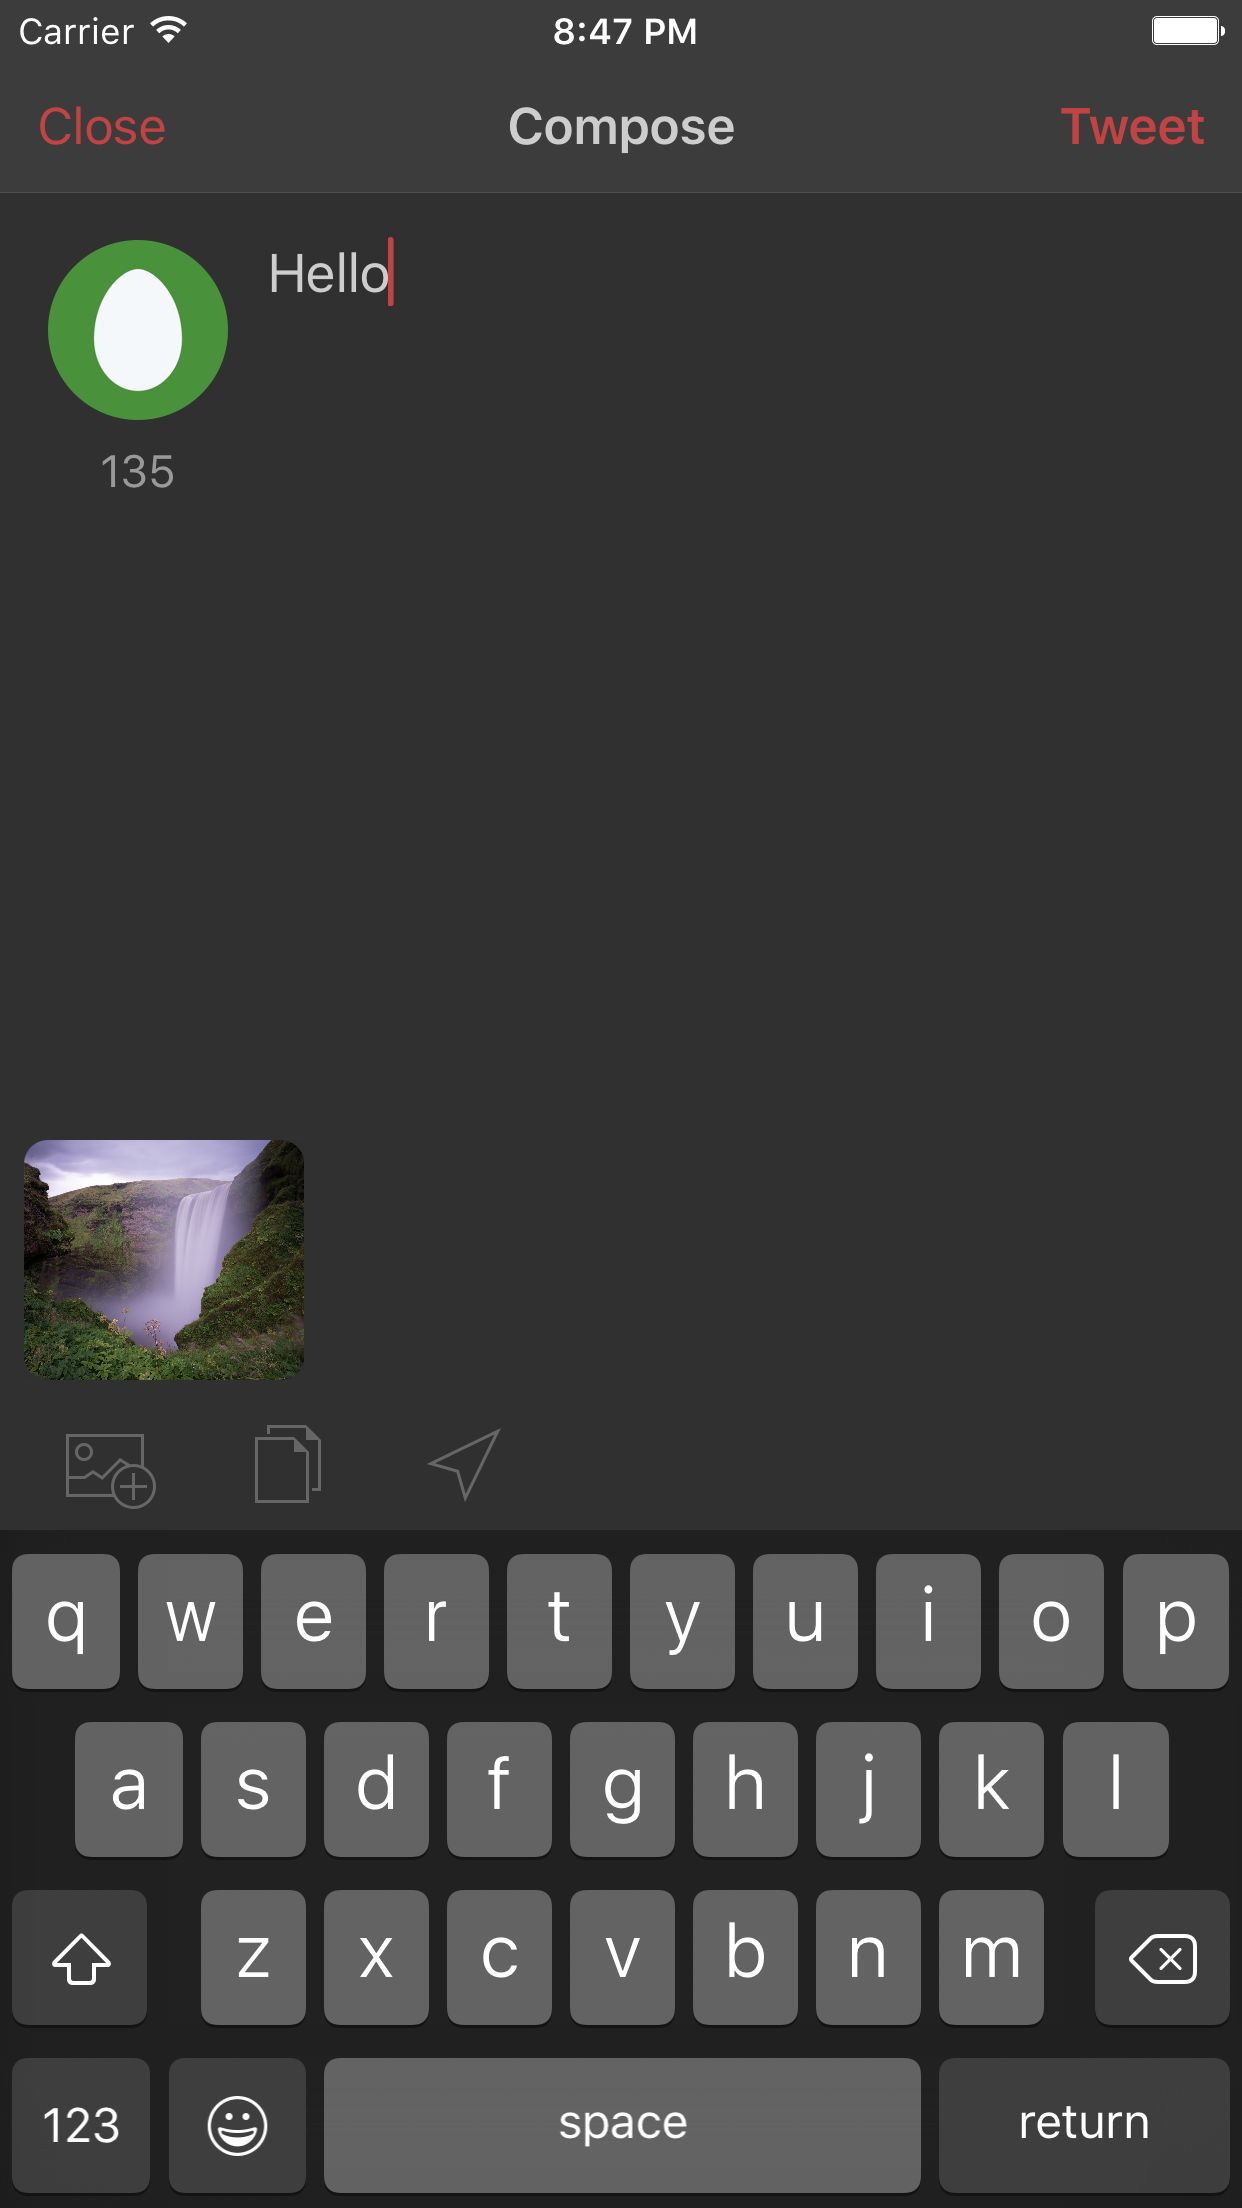 Carrier 8:47 PM
Close Compose Tweet
Hello
135
q w e r t y u i o p
a s d f g h j k l
z x c v b n m
123 space return